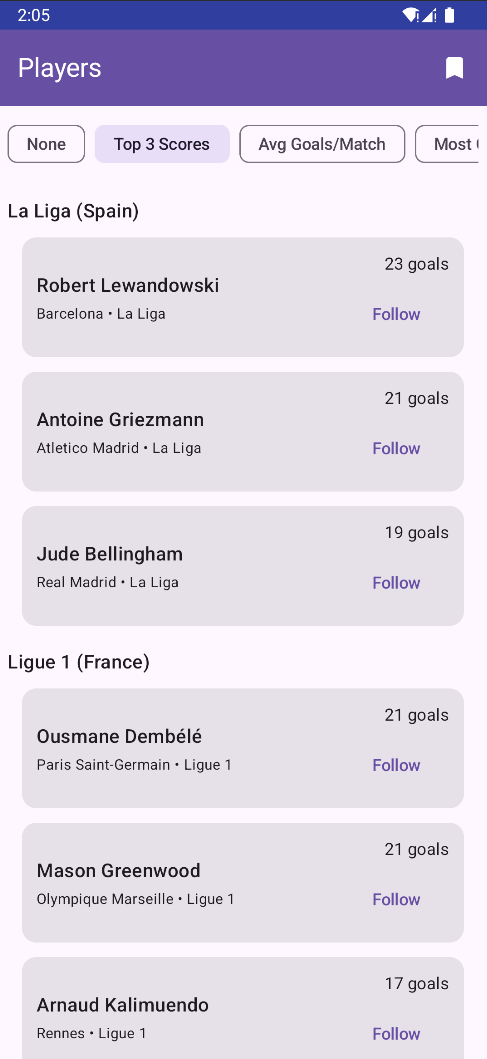 2:05
Players
None
Top 3 Scores
Avg Goals/Match
Most
La Liga (Spain)
23 goals
Robert Lewandowski
Barcelona • La Liga
Follow
21 goals
Antoine Griezmann
Atletico Madrid • La Liga
Follow
19 goals
Jude Bellingham
Real Madrid • La Liga
Follow
Ligue 1 (France)
21 goals
Ousmane Dembélé
Paris Saint-Germain • Ligue 1
Follow
21 goals
Mason Greenwood
Olympique Marseille • Ligue 1
Follow
17 goals
Arnaud Kalimuendo
Rennes • Ligue 1
Follow